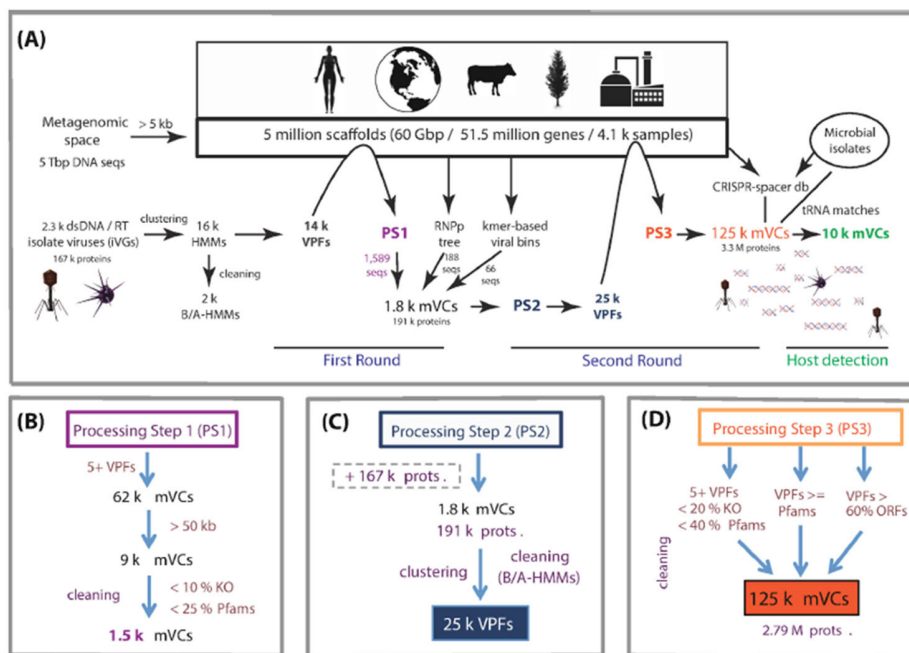 (A)
5 million scaffolds (60 Gbp / 51.5 million genes / 4.1 k samples)
Metagenomic
space
5 Tbp DNA seqs
> 5 kb
Microbial
isolates
CRISPR-spacer db
tRNA matches
2.3 k dsDNA / RT
isolate viruses (iVGs)
167 k proteins
clustering
16 k
HMMs
cleaning
2 k
B/A-HMMs
14 k
VPFs
PS1
1,589
seqs
RNPp
tree
188
seqs
kmer-based
viral bins
66
seqs
1.8 k mVCs
191 k proteins
PS2
25 k
VPFs
PS3
125 k mVCs
3.3 M proteins
10 k mVCs
First Round
Second Round
Host detection
(B)
Processing Step 1 (PS1)
5+ VPFs
62 k mVCs
> 50 kb
9 k mVCs
cleaning
< 10 % KO
< 25 % Pfams
1.5 k mVCs
(C)
Processing Step 2 (PS2)
+ 167 k prots .
1.8 k mVCs
191 k prots .
clustering
cleaning
(B/A-HMMs)
25 k VPFs
(D)
Processing Step 3 (PS3)
cleaning
5+ VPFs
< 20 % KO
< 40 % Pfams
VPFs >=
Pfams
VPFs >
60% ORFs
125 k mVCs
2.79 M prots .